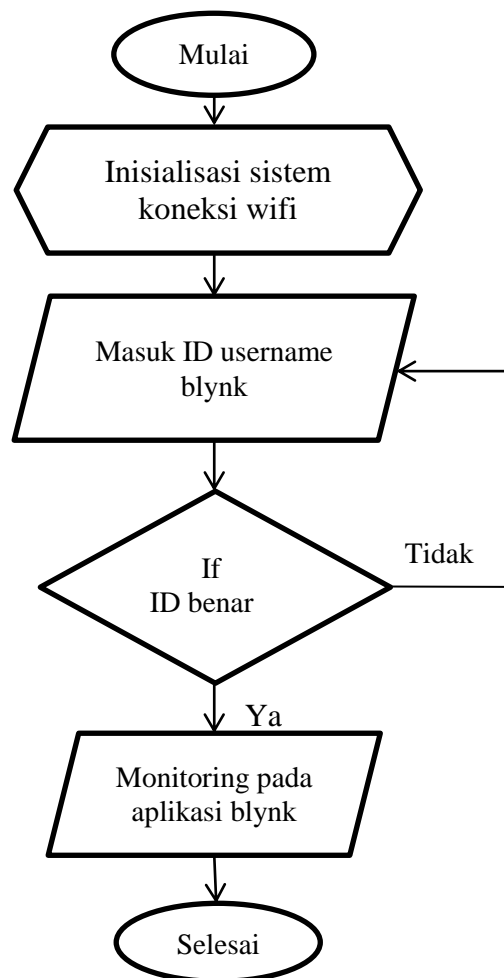 Mulai
Inisialisasi sistem
koneksi wifi
Masuk ID username
blynk
If
ID benar
Tidak
Ya
Monitoring pada
aplikasi blynk
Selesai